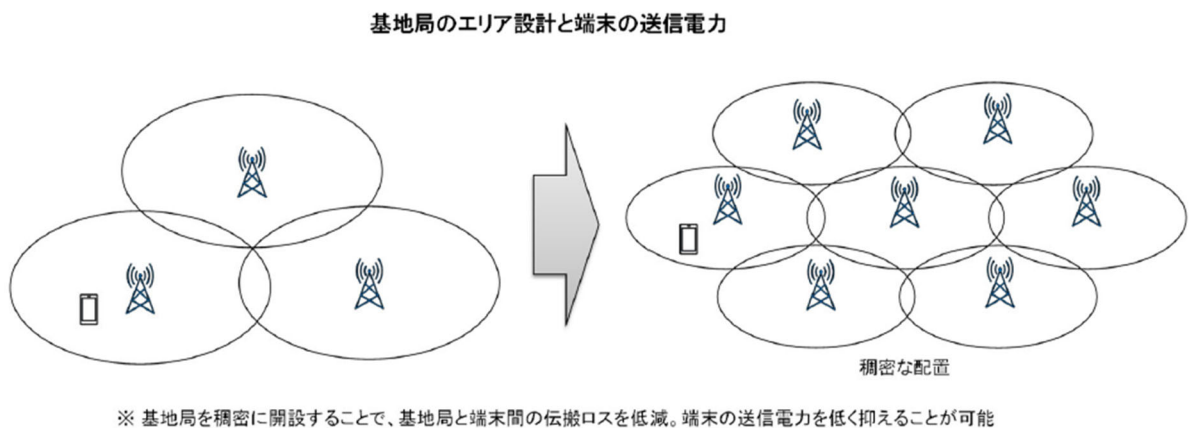 基地局のエリア設計と端末の送信電力
稠密な配置
※ 基地局を稠密に開設することで、基地局と端末間の伝搬ロスを低減。端末の送信電力を低く抑えることが可能